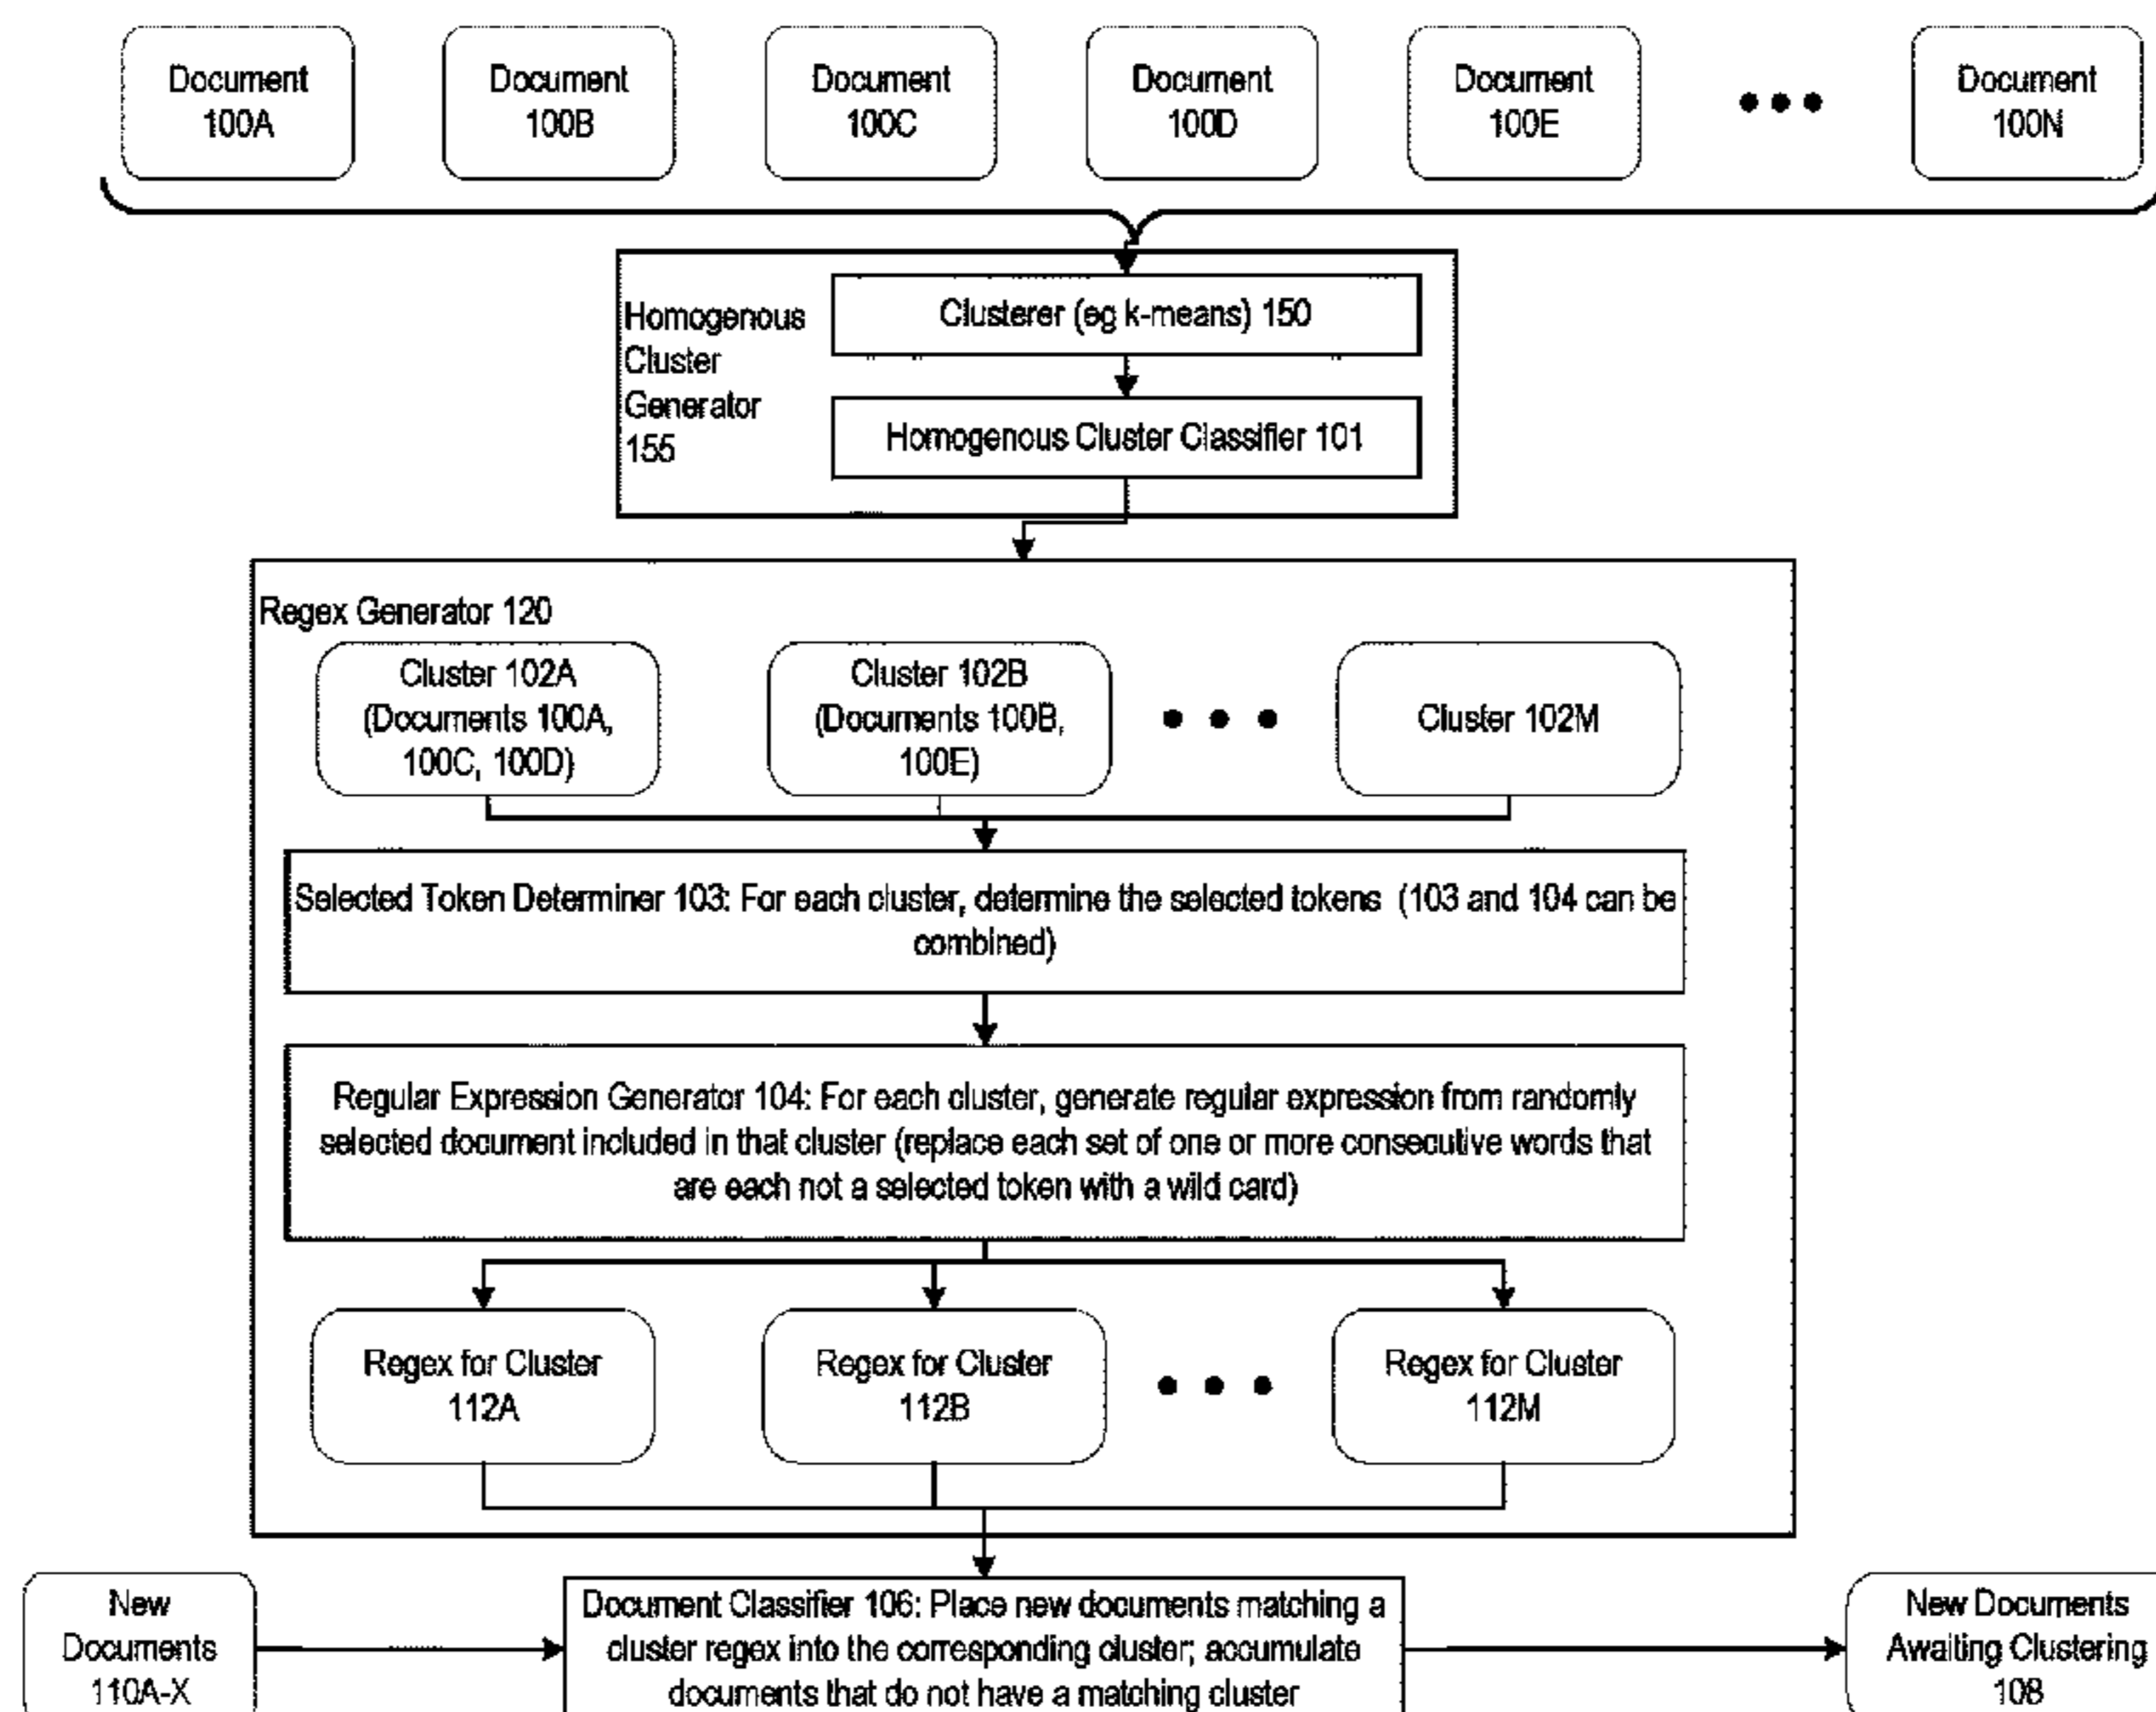 Document
100A
Document
100B
Document
100C
Document
100D
Document
100E
Document
100N
Homogenous
Cluster
Generator
155
Clusterer (eg k-means) 150
Homogenous Cluster Classifier 101
Regex Generator 120
Cluster 102A
(Documents 100A,
100C, 100D)
Cluster 102B
(Documents 100B,
100E)
Cluster 102M
Selected Token Determiner 103: For each cluster, determine the selected tokens (103 and 104 can be
combined)
Regular Expression Generator 104: For each cluster, generate regular expression from randomly
selected document included in that cluster (replace each set of one or more consecutive words that
are each not a selected token with a wild card)
Regex for Cluster
112A
Regex for Cluster
112B
Regex for Cluster
112M
New
Documents
110A-X
Document Classifier 106: Place new documents matching a
cluster regex into the corresponding cluster; accumulate
documents that do not have a matching cluster
New Documents
Awaiting Clustering
108